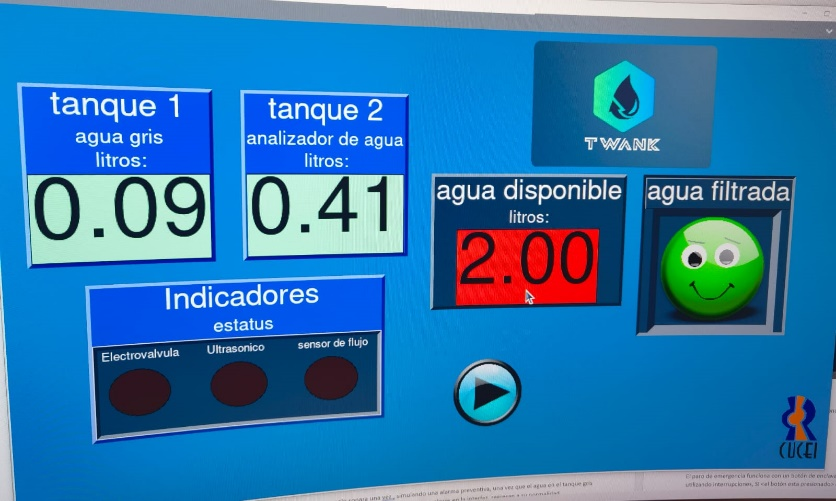 tanque 1
agua gris
litros:
0.09
tanque 2
analizador de agua
litros:
0.41
TWANK
agua disponible
litros:
2.00
agua filtrada
Indicadores
estatus
Electrovalvula
Ultrasonico
sensor de flujo
CUCEI